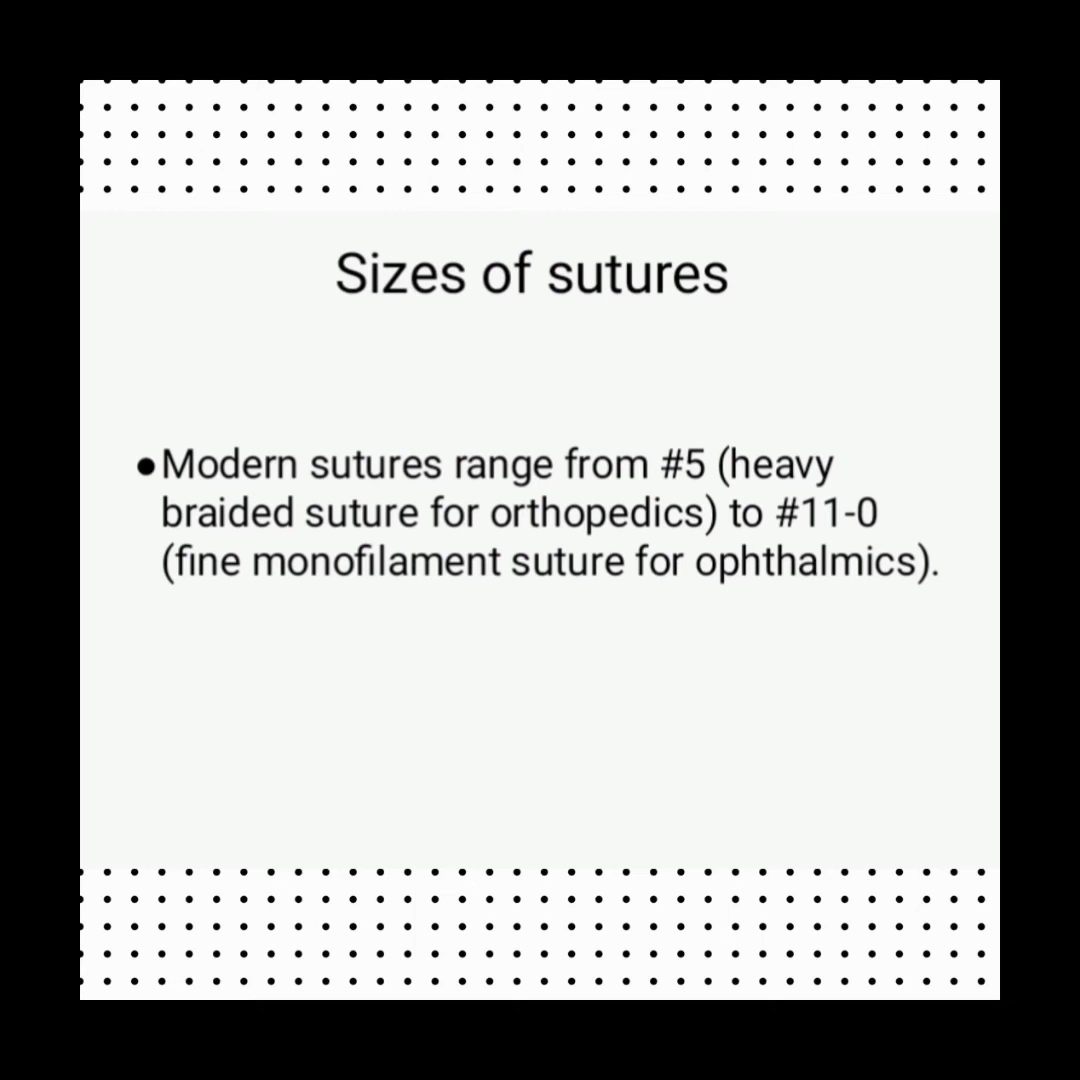 Sizes of sutures
●Modern sutures range from #5 (heavy
braided suture for orthopedics) to #11-0
(fine monofilament suture for ophthalmics).